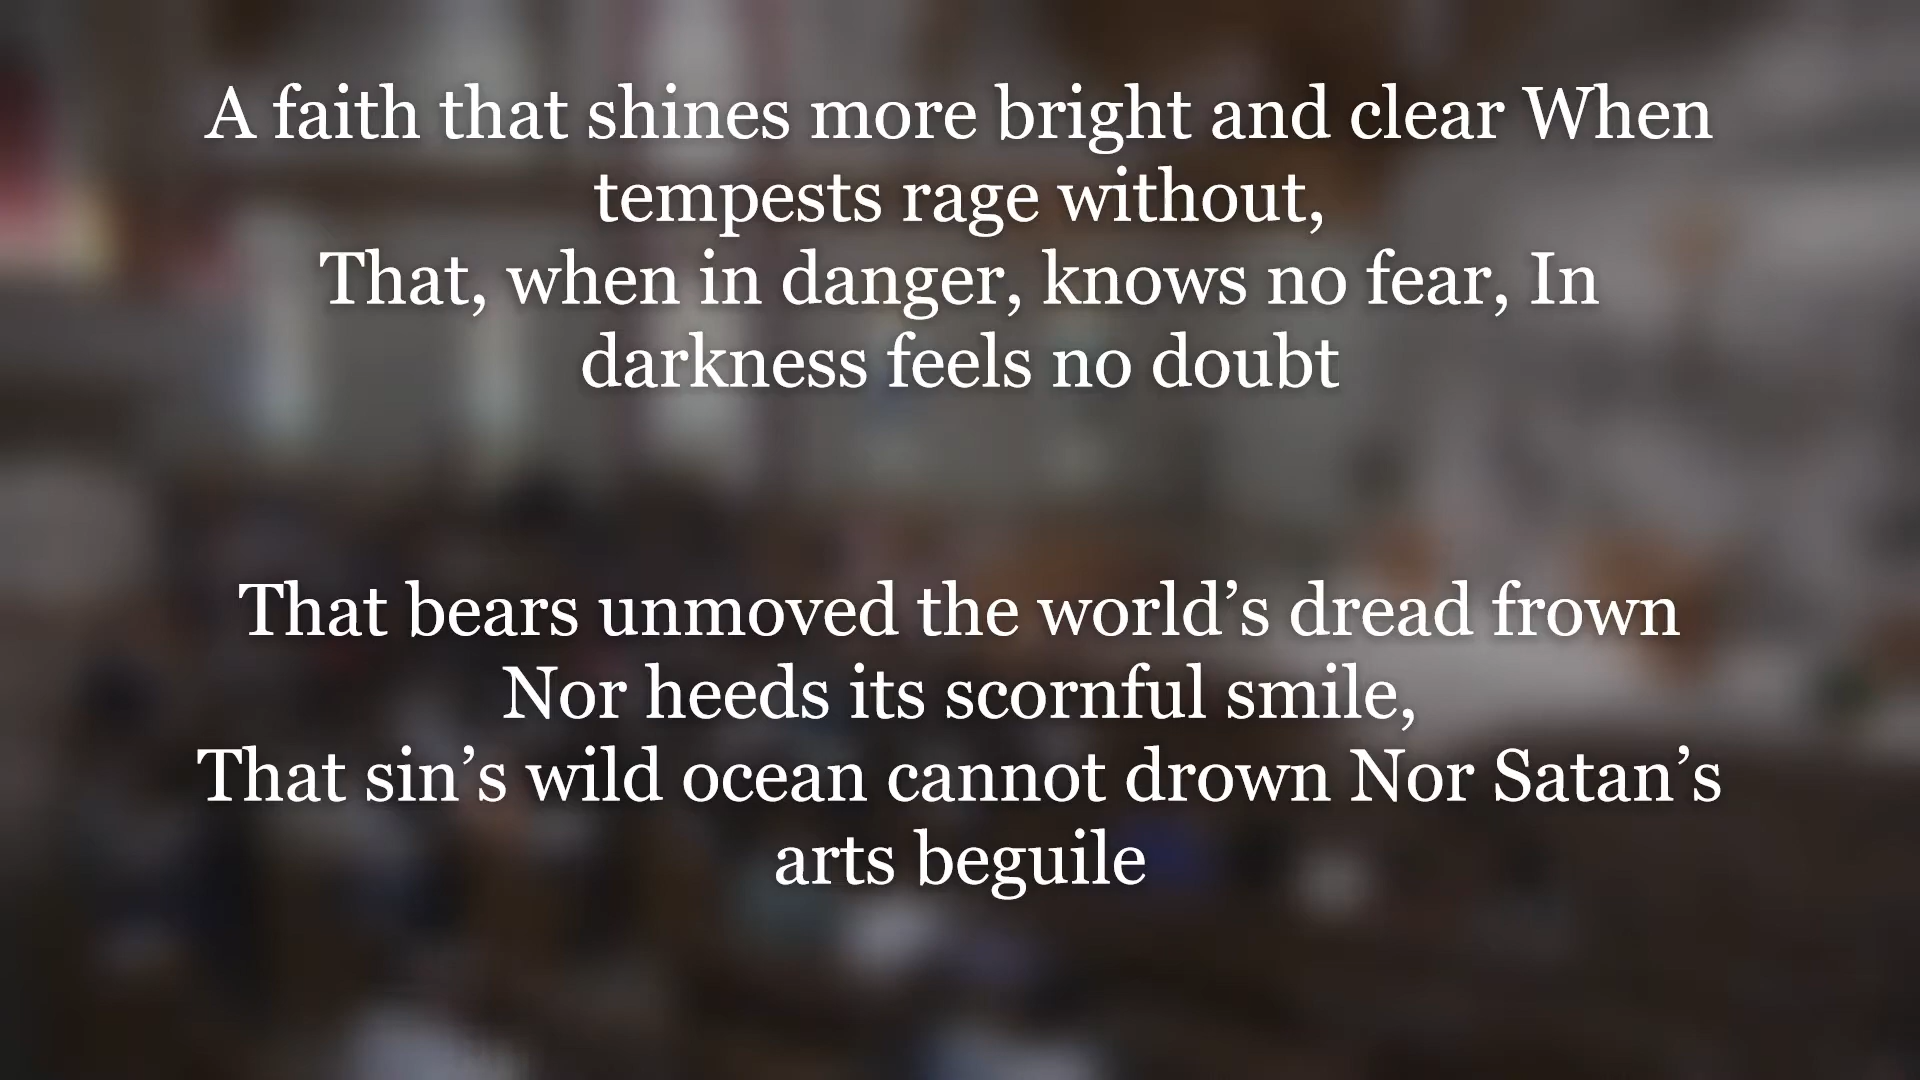 A faith that shines more bright and clear When
tempests rage without,
That, when in danger, knows no fear, In
darkness feels no doubt
That bears unmoved the world’s dread frown
Nor heeds its scornful smile,
That sin’s wild ocean cannot drown Nor Satan’s
arts beguile